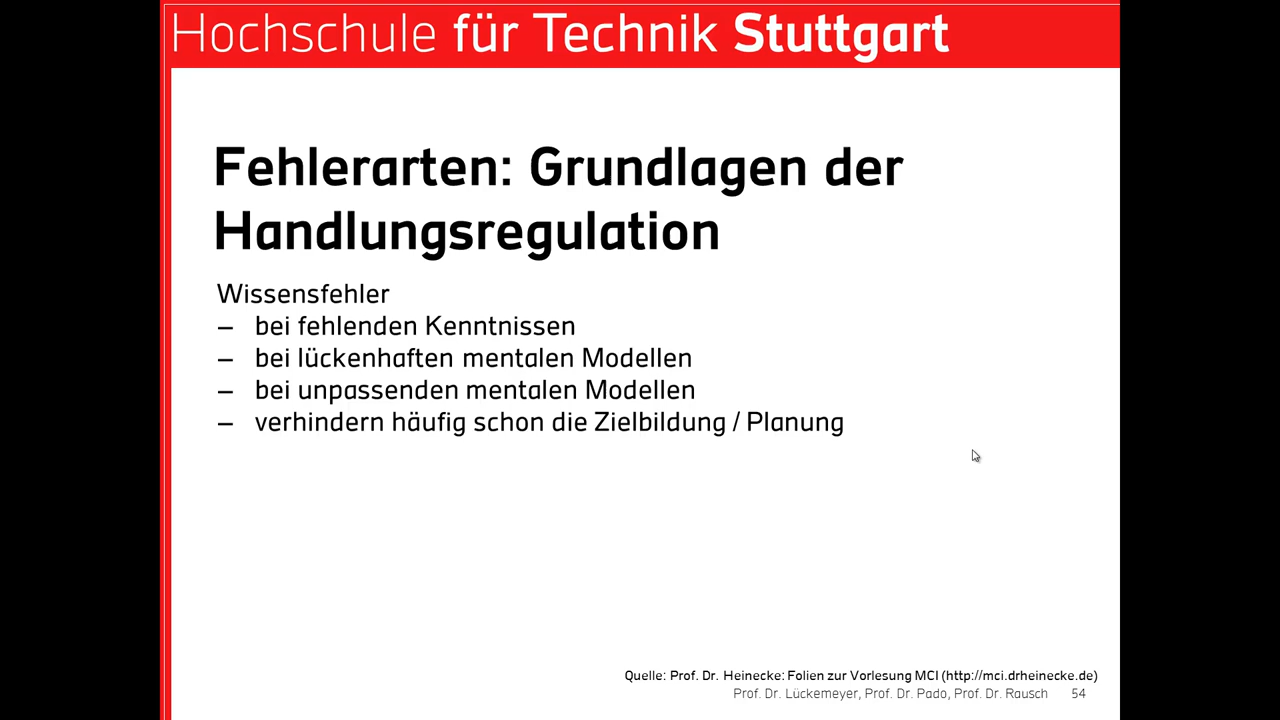 Hochschule für Technik Stuttgart
Fehlerarten: Grundlagen der
Handlungsregulation
Wissensfehler
– bei fehlenden Kenntnissen
– bei lückenhaften mentalen Modellen
– bei unpassenden mentalen Modellen
– verhindern häufig schon die Zielbildung / Planung
Quelle: Prof. Dr. Heinecke: Folien zur Vorlesung MCI (http://mci.drheinecke.de)
Prof. Dr. Lückemeyer, Prof. Dr. Pado, Prof. Dr. Rausch 54